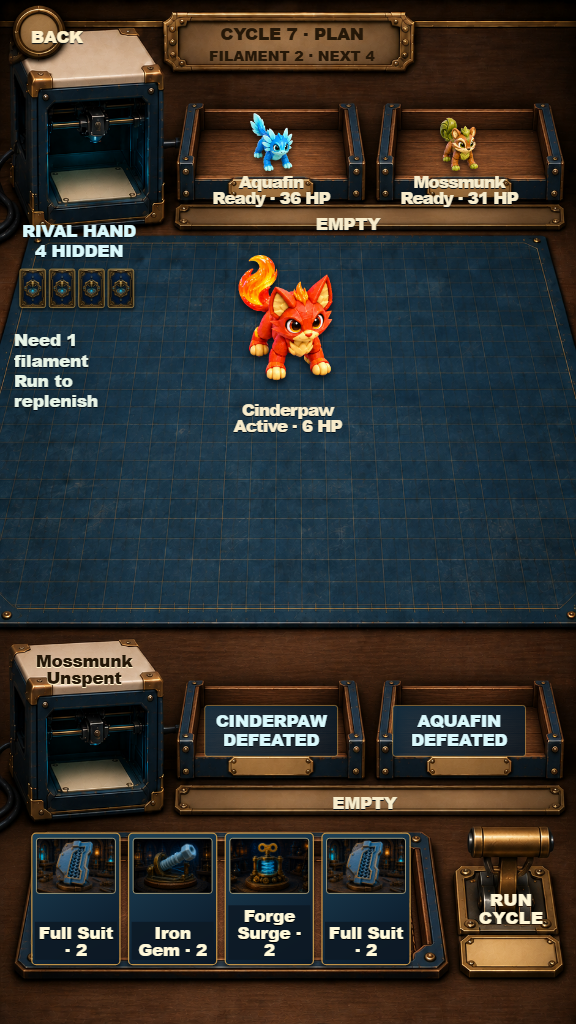 BACK
CYCLE 7 · PLAN
FILAMENT 2 · NEXT 4
Aquafin
Ready · 36 HP
Mossmunk
Ready · 31 HP
EMPTY
RIVAL HAND
4 HIDDEN
Need 1
filament
Run to
replenish
Cinderpaw
Active · 6 HP
Mossmunk
Unspent
CINDERPAW
DEFEATED
AQUAFIN
DEFEATED
EMPTY
Full Suit
· 2
Iron
Gem · 2
Forge
Surge ·
2
Full Suit
· 2
RUN
CYCLE